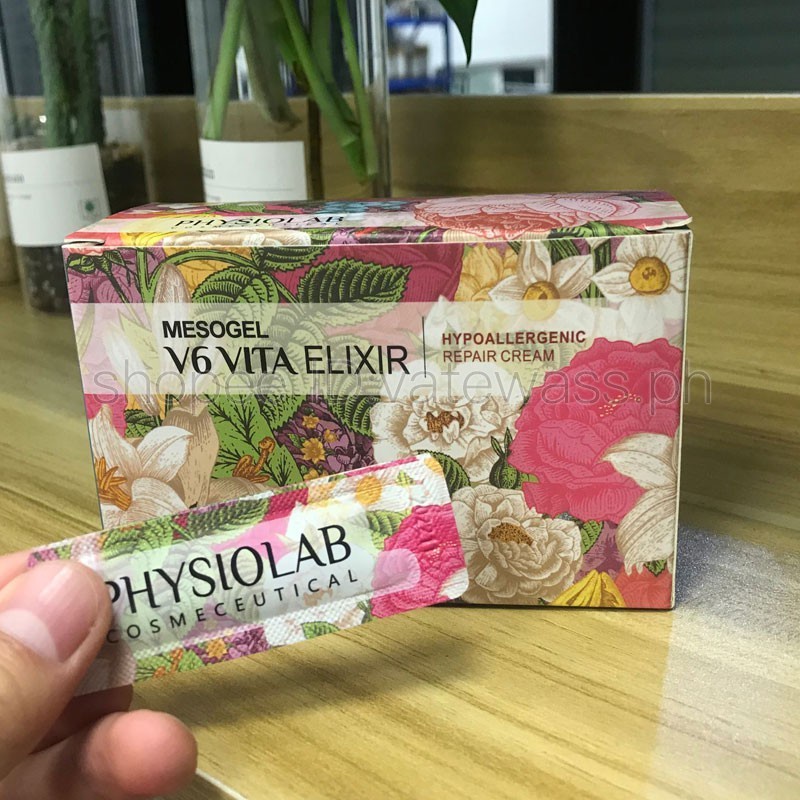 PHYSIOLAB
MESOGEL
V6 VITA ELIXIR
HYPOALLERGENIC
REPAIR CREAM
PHYSIOLAB
COSMECEUTICAL